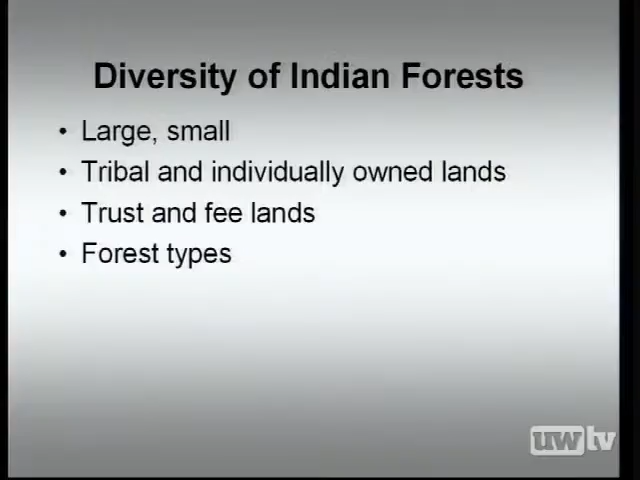 Diversity of Indian Forests
• Large, small
• Tribal and individually owned lands
• Trust and fee lands
• Forest types
uwtv